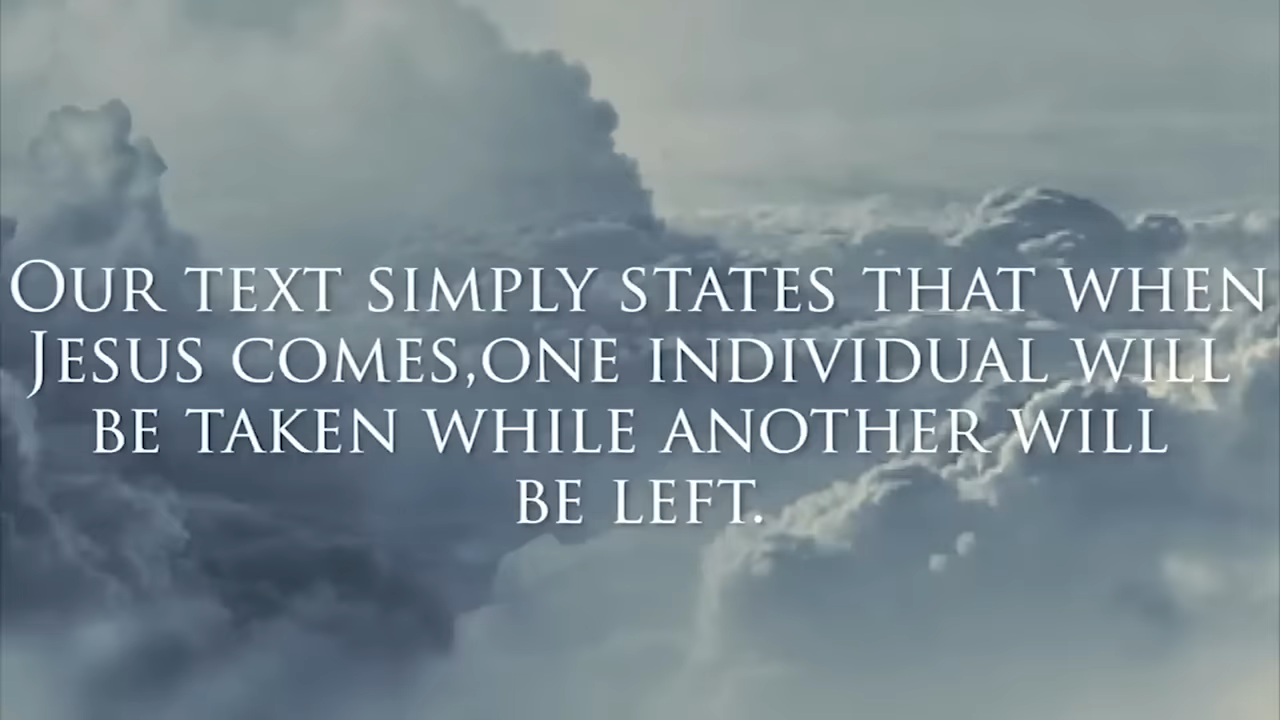 Our text simply states that when
Jesus comes,one individual will
be taken while another will
be left.